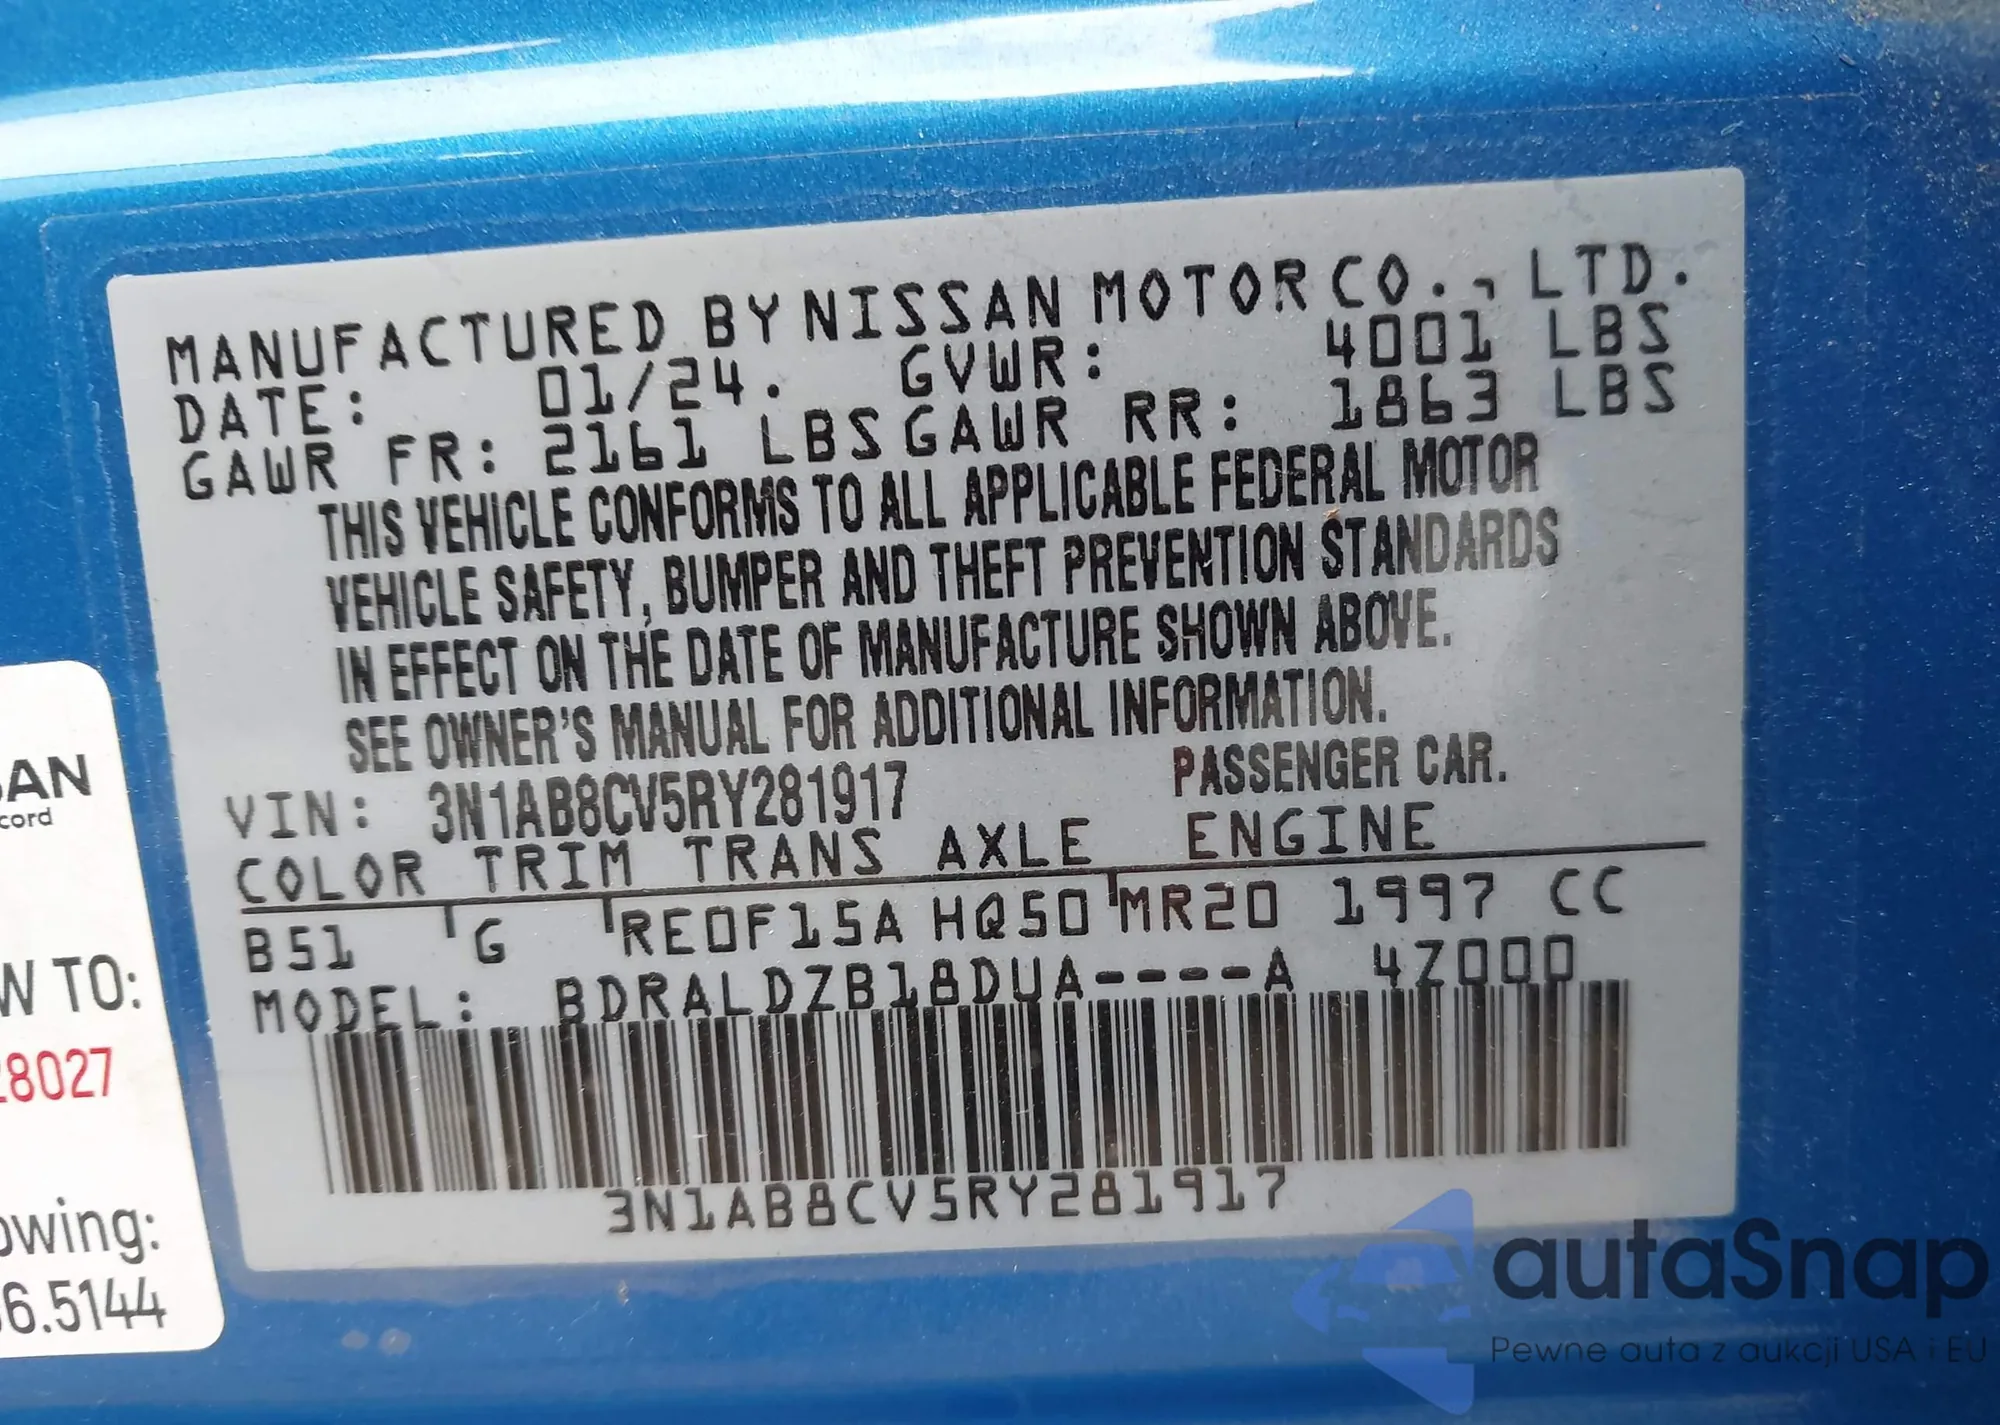 MANUFACTURED BY NISSAN MOTOR CO., LTD.
DATE: 01/24. GVWR: 4001 LBS
GAWR FR: 2161 LBS GAWR RR: 1863 LBS
THIS VEHICLE CONFORMS TO ALL APPLICABLE FEDERAL MOTOR
VEHICLE SAFETY, BUMPER AND THEFT PREVENTION STANDARDS
IN EFFECT ON THE DATE OF MANUFACTURE SHOWN ABOVE.
SEE OWNER'S MANUAL FOR ADDITIONAL INFORMATION.
VIN: 3N1AB8CV5RY281917 PASSENGER CAR.
COLOR TRIM TRANS AXLE ENGINE
B51 G RE0F15A HQ50 MR20 1997 CC
MODEL: BDRALDZB18DUA----A 4Z000
3N1AB8CV5RY281917
W TO:
28027
owing:
6.5144
autaSnap
Pewne auta z aukcji USA i EU